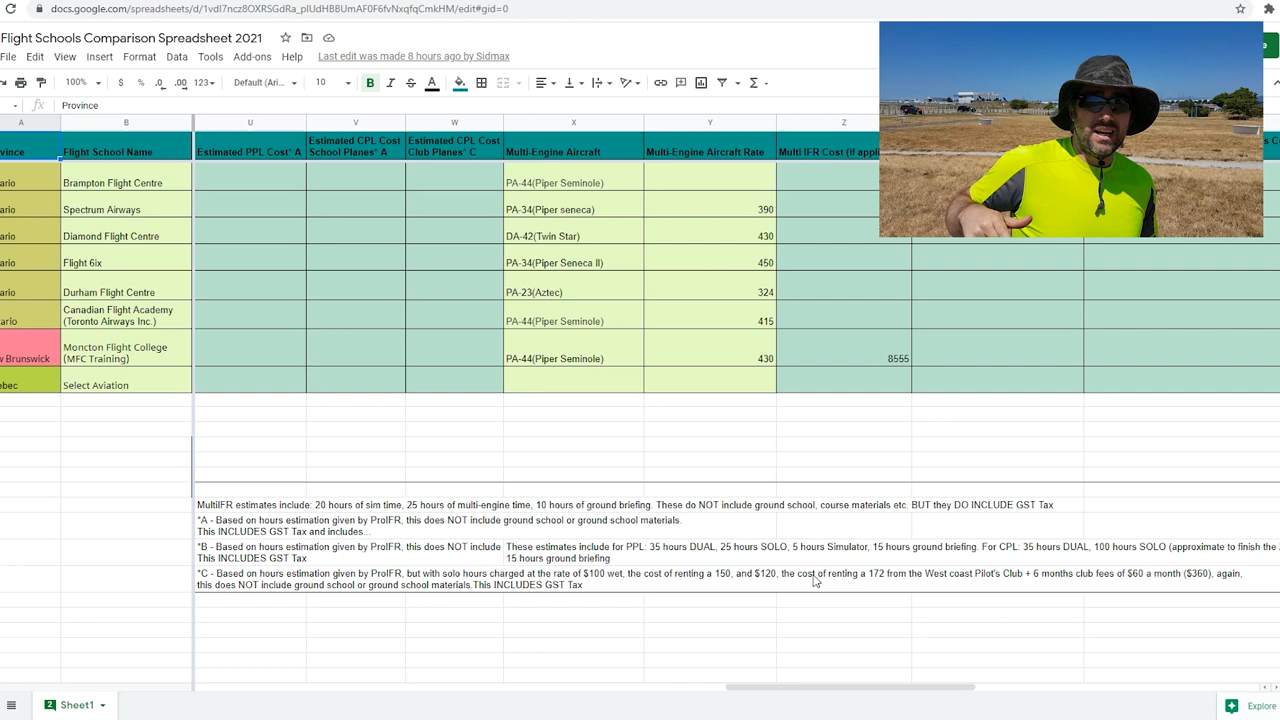 docs.google.com/spreadsheets/d/1vdl7ncz8OXRSGdRa_plUdHBBUmAF0F6fvNxqfqCmkHM/edit#gid=0
Flight Schools Comparison Spreadsheet 2021
File Edit View Insert Format Data Tools Add-ons Help Last edit was made 8 hours ago by Sidmax
100% $ % .0 .00 123 Default (Ari... 10 B I S A
fx Province
A B U V W X Y Z
vince Flight School Name Estimated PPL Cost* A Estimated CPL Cost School Planes* A Estimated CPL Cost Club Planes* C Multi-Engine Aircraft Multi-Engine Aircraft Rate Multi IFR Cost (if appli
ario Brampton Flight Centre PA-44(Piper Seminole)
ario Spectrum Airways PA-34(Piper seneca) 390
ario Diamond Flight Centre DA-42(Twin Star) 430
ario Flight 6ix PA-34(Piper Seneca II) 450
ario Durham Flight Centre PA-23(Aztec) 324
tario Canadian Flight Academy (Toronto Airways Inc.) PA-44(Piper Seminole) 415
w Brunswick Moncton Flight College (MFC Training) PA-44(Piper Seminole) 430 8555
ebec Select Aviation
MultiIFR estimates include: 20 hours of sim time, 25 hours of multi-engine time, 10 hours of ground briefing. These do NOT include ground school, course materials etc. BUT they DO INCLUDE GST Tax
*A - Based on hours estimation given by ProIFR, this does NOT include ground school or ground school materials.
This INCLUDES GST Tax and includes...
*B - Based on hours estimation given by ProIFR, this does NOT include These estimates include for PPL: 35 hours DUAL, 25 hours SOLO, 5 hours Simulator, 15 hours ground briefing. For CPL: 35 hours DUAL, 100 hours SOLO (approximate to finish the
This INCLUDES GST Tax 15 hours ground briefing
*C - Based on hours estimation given by ProIFR, but with solo hours charged at the rate of $100 wet, the cost of renting a 150, and $120, the cost of renting a 172 from the West coast Pilot's Club + 6 months club fees of $60 a month ($360), again,
this does NOT include ground school or ground school materials.This INCLUDES GST Tax
2 Sheet1 Explore